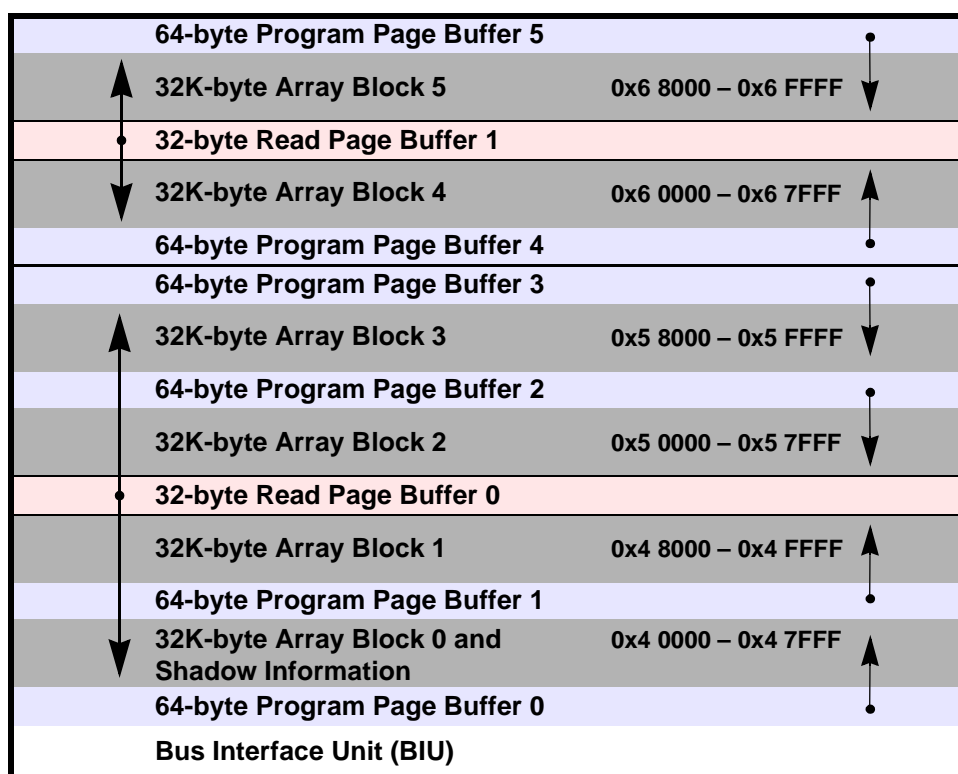 64-byte Program Page Buffer 5
32K-byte Array Block 5 0x6 8000 – 0x6 FFFF
32-byte Read Page Buffer 1
32K-byte Array Block 4 0x6 0000 – 0x6 7FFF
64-byte Program Page Buffer 4
64-byte Program Page Buffer 3
32K-byte Array Block 3 0x5 8000 – 0x5 FFFF
64-byte Program Page Buffer 2
32K-byte Array Block 2 0x5 0000 – 0x5 7FFF
32-byte Read Page Buffer 0
32K-byte Array Block 1 0x4 8000 – 0x4 FFFF
64-byte Program Page Buffer 1
32K-byte Array Block 0 and 0x4 0000 – 0x4 7FFF
Shadow Information
64-byte Program Page Buffer 0
Bus Interface Unit (BIU)